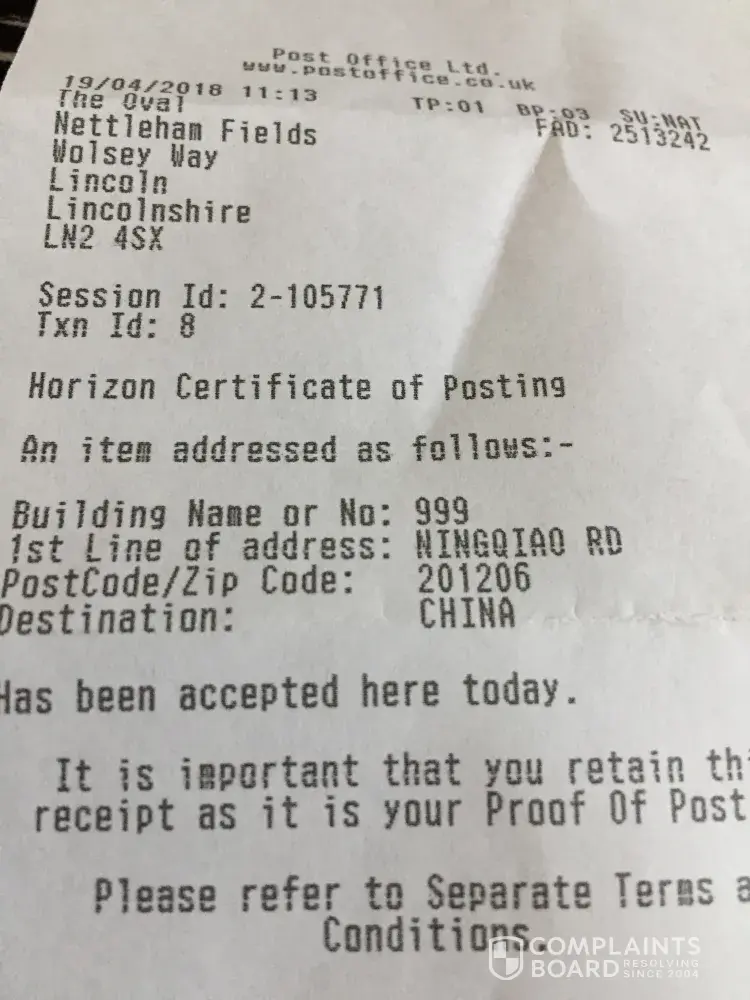 Post Office Ltd.
www.postoffice.co.uk
19/04/2018 11:13 TP:01 BP:03 SU:NAT
The Oval FAD: 2513242
Nettleham Fields
Wolsey Way
Lincoln
Lincolnshire
LN2 4SX
Session Id: 2-105771
Txn Id: 8
Horizon Certificate of Posting
An item addressed as follows:-
Building Name or No: 999
1st Line of address: NINGQIAO RD
PostCode/Zip Code: 201206
Destination: CHINA
Has been accepted here today.
It is important that you retain thi
receipt as it is your Proof Of Post
Please refer to Separate Terms a
Conditions.
COMPLAINTS
BOARD RESOLVING
SINCE 2004